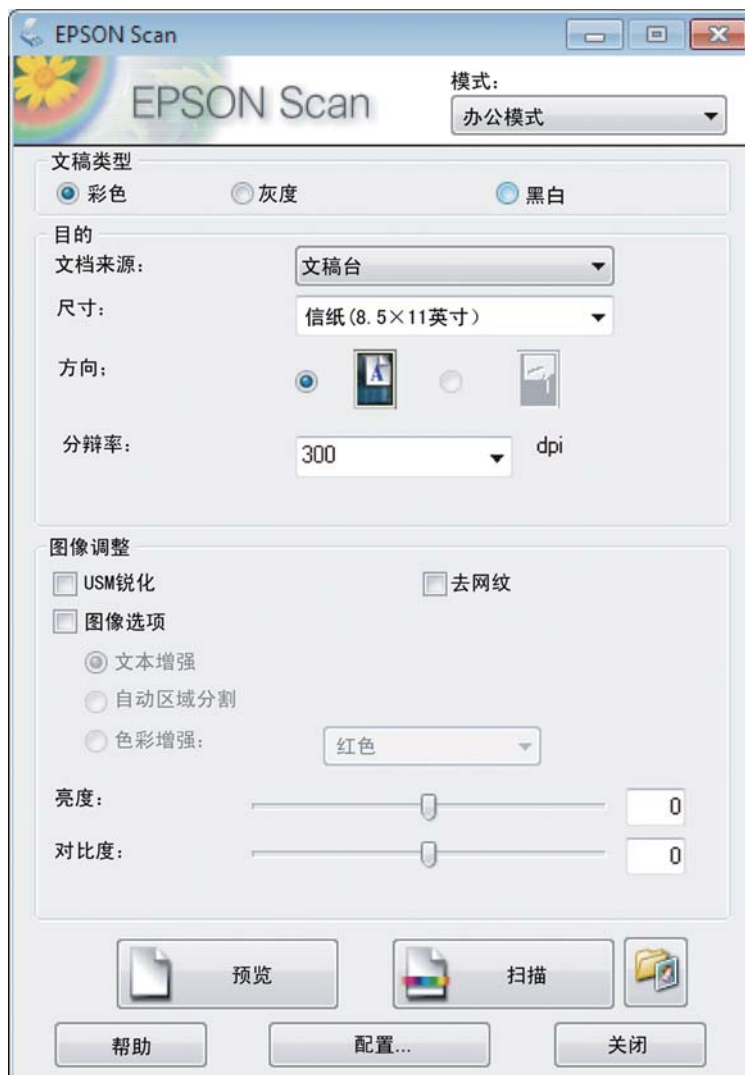 EPSON Scan
EPSON Scan
模式：
办公模式
文稿类型
彩色 灰度 黑白
目的
文档来源： 文稿台
尺寸： 信纸(8.5×11英寸)
方向： A
分辩率： 300 dpi
图像调整
USM锐化 去网纹
图像选项
文本增强
自动区域分割
色彩增强： 红色
亮度： 0
对比度： 0
预览 扫描
帮助 配置... 关闭